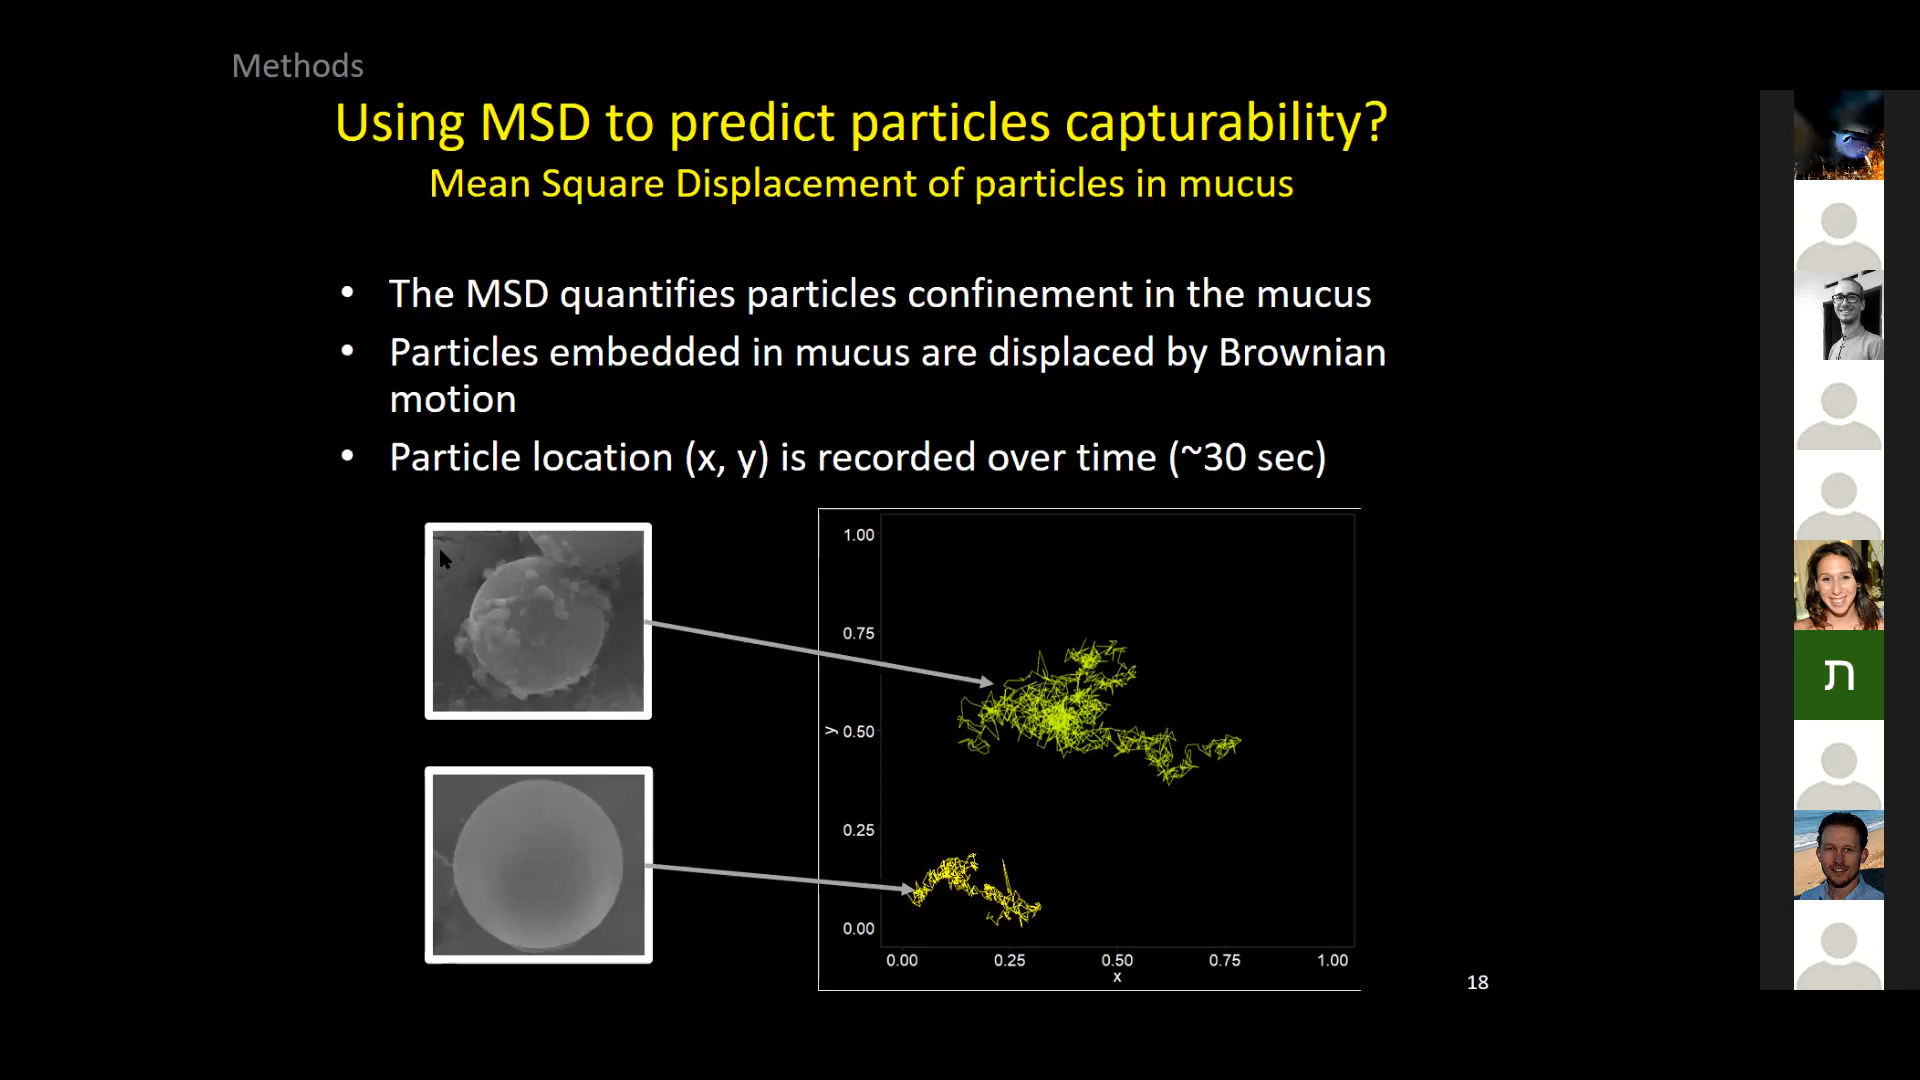 Methods
Using MSD to predict particles capturability?
Mean Square Displacement of particles in mucus
• The MSD quantifies particles confinement in the mucus
• Particles embedded in mucus are displaced by Brownian
motion
• Particle location (x, y) is recorded over time (~30 sec)
1.00
0.75
y 0.50
0.25
0.00
0.00 0.25 0.50 0.75 1.00
x
18
ת